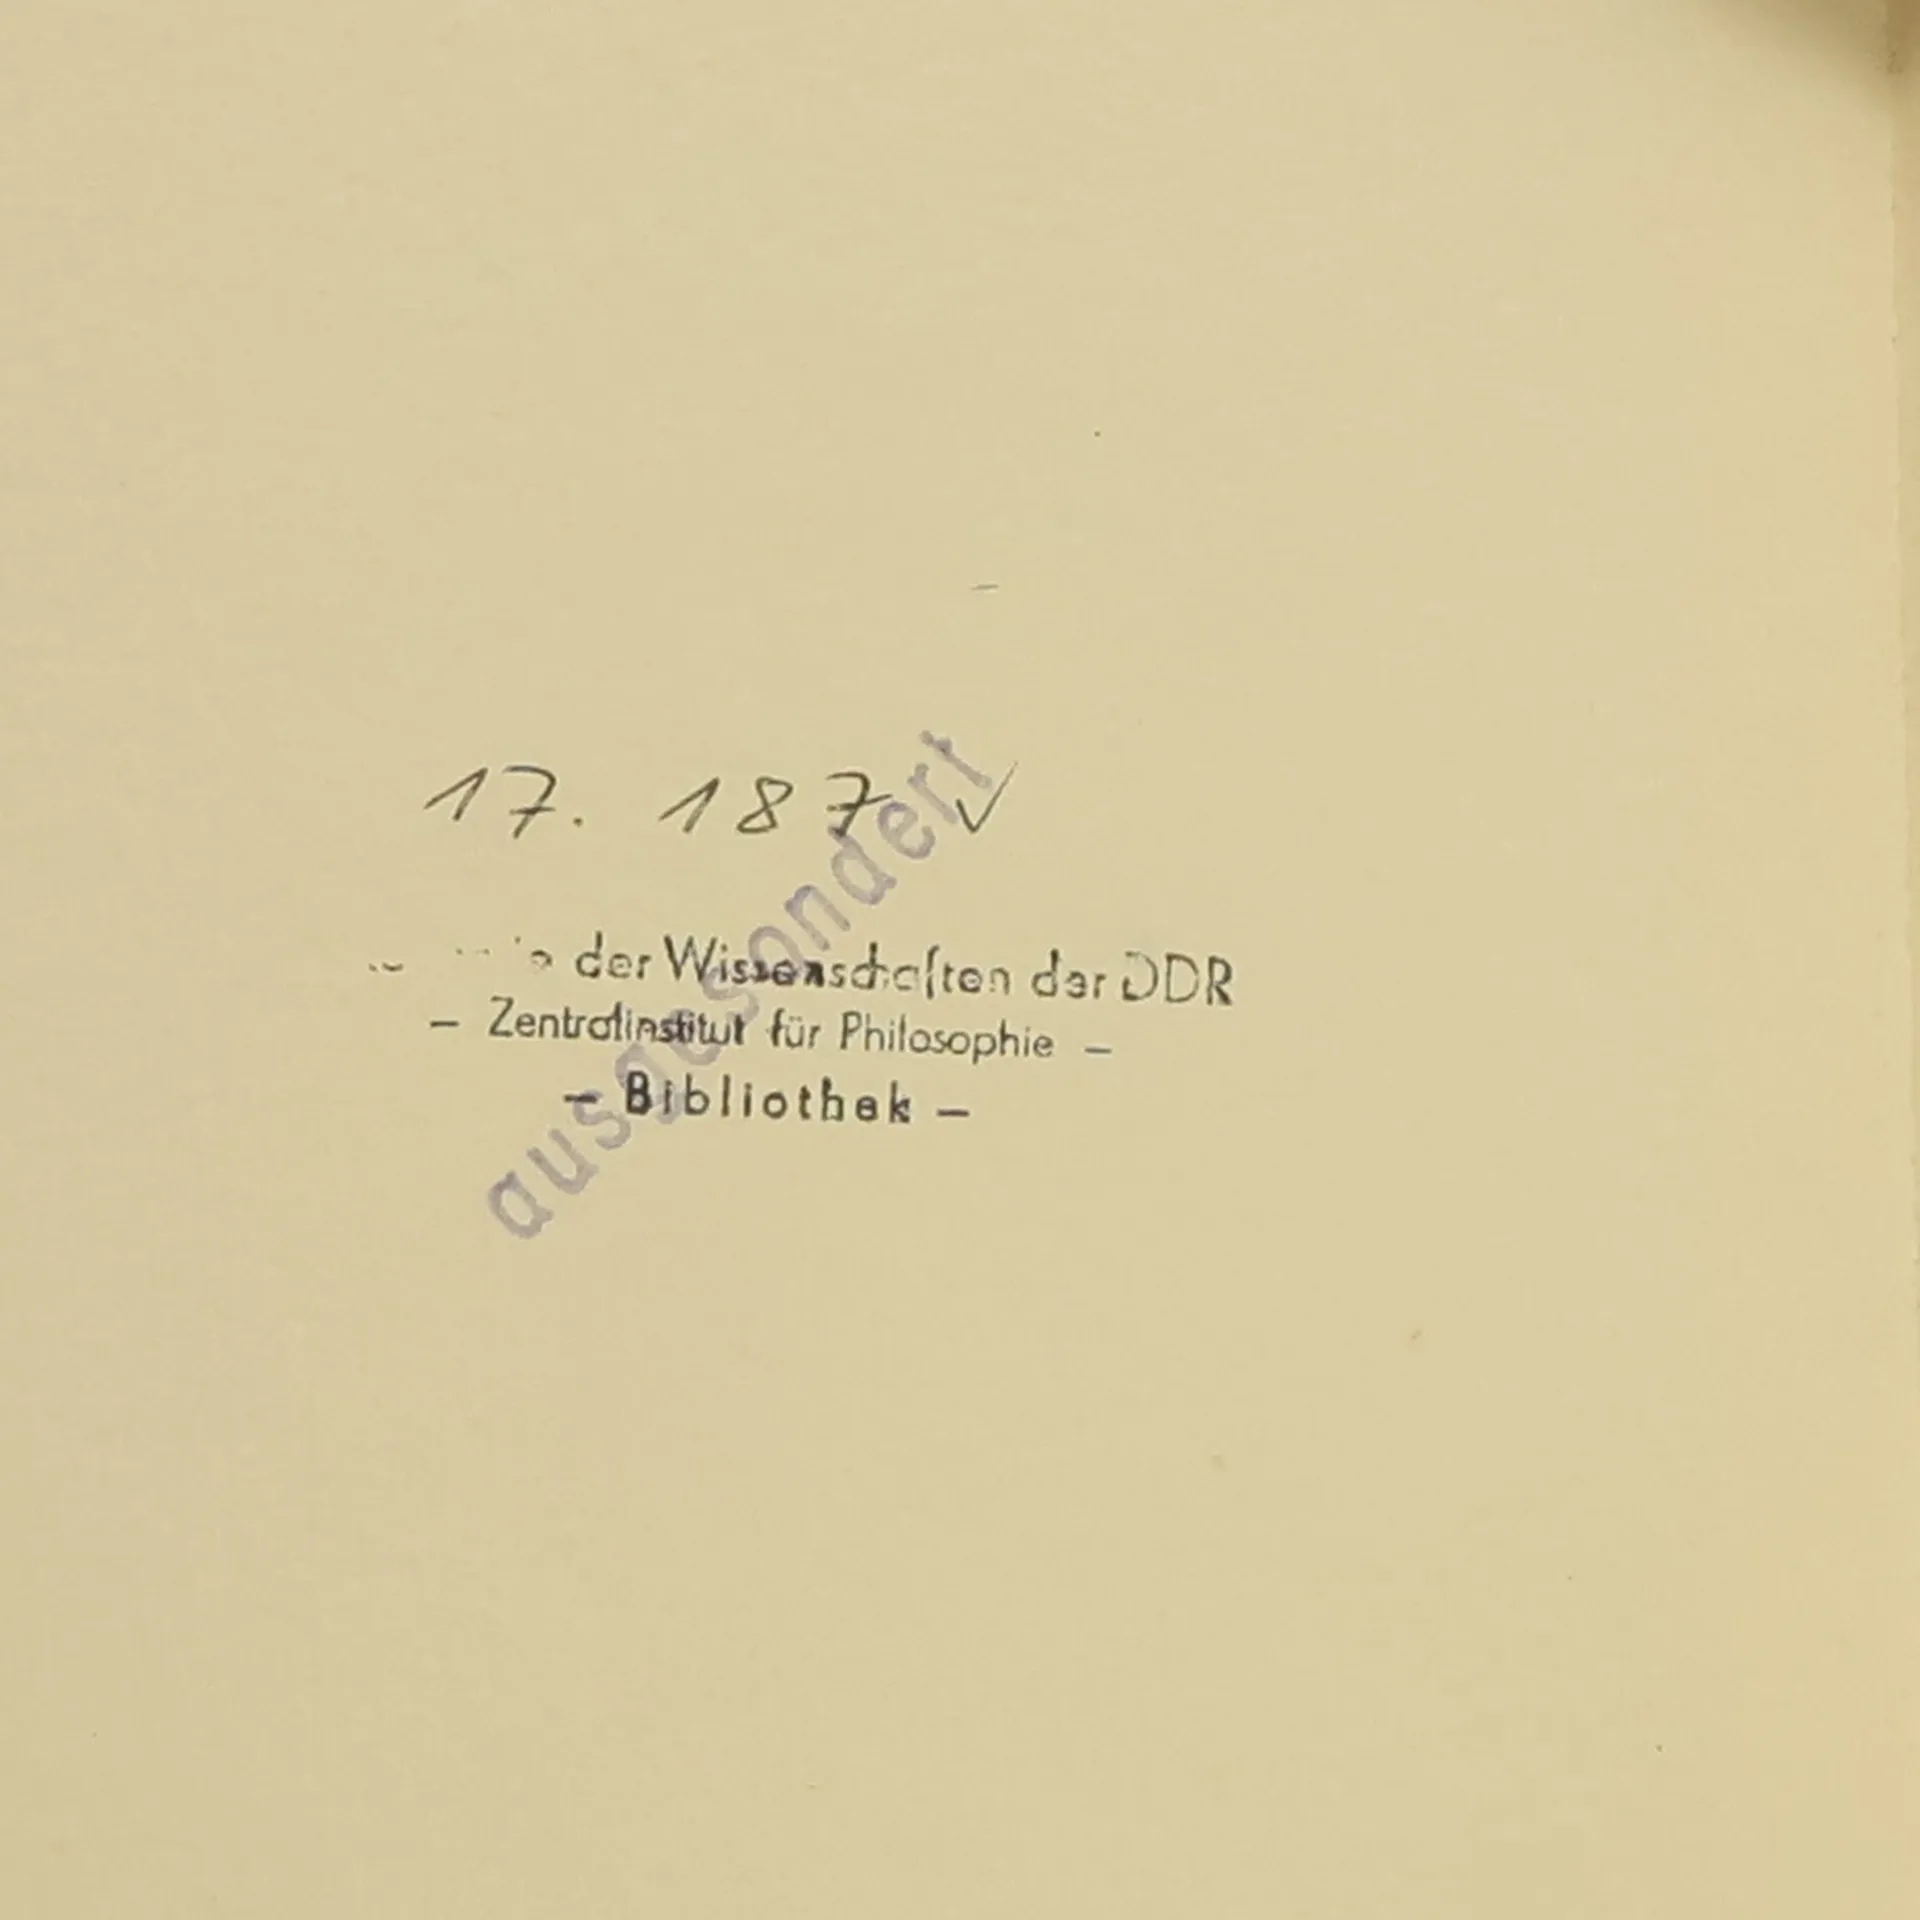 17. 187 ✓
der Wissenschaften der DDR
– Zentralinstitut für Philosophie –
– Bibliothek –
ausgesondert